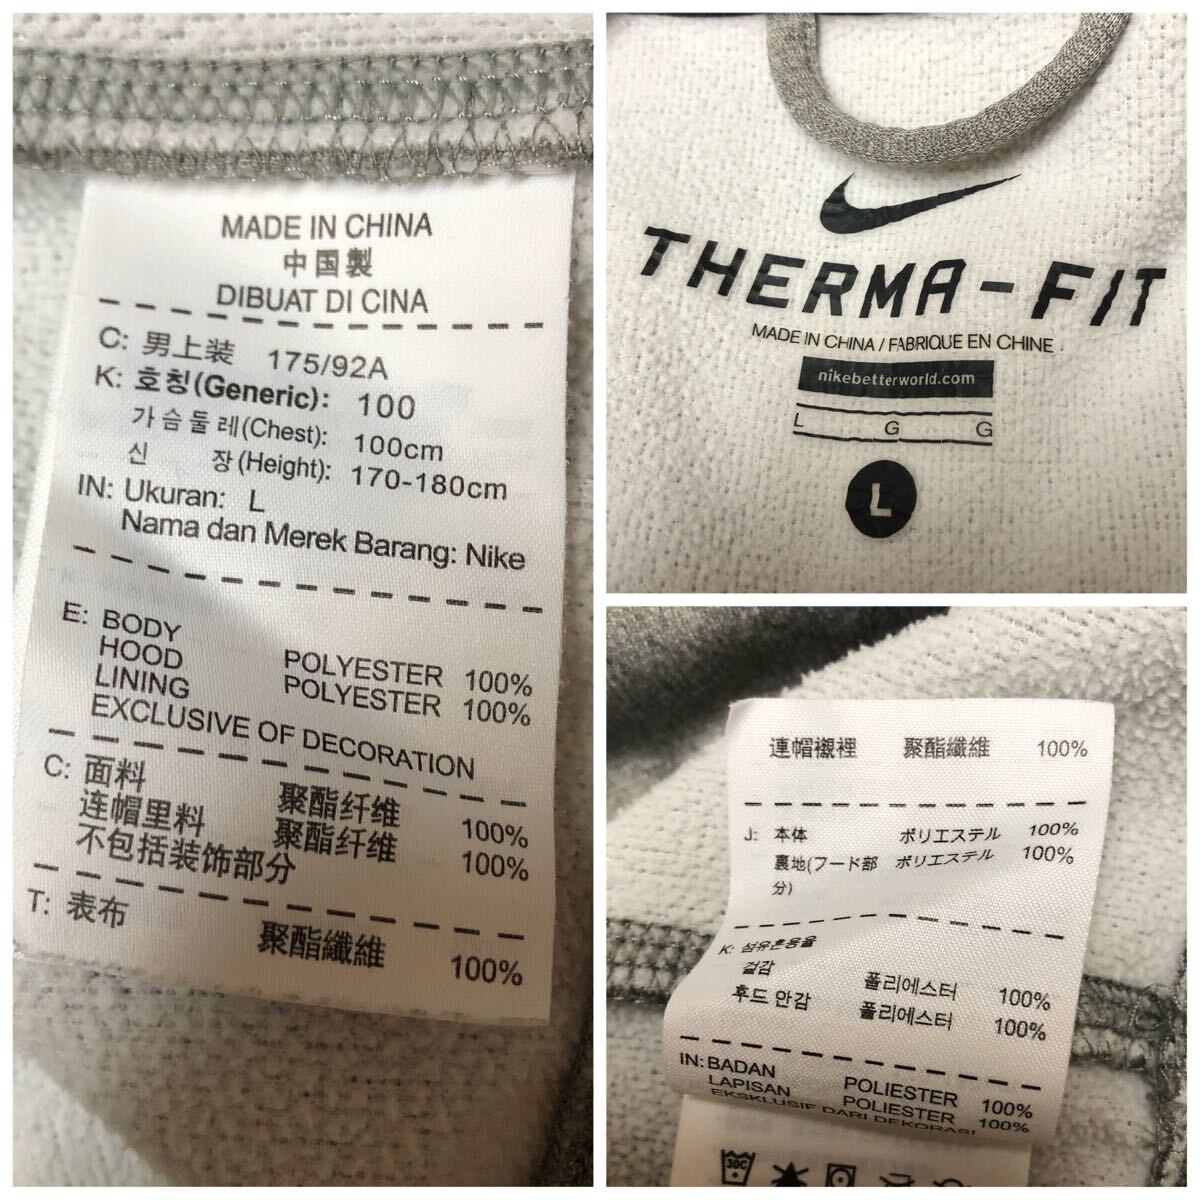 MADE IN CHINA
中国製
DIBUAT DI CINA
C: 男上装 175/92A
K: 호칭(Generic): 100
가슴둘레(Chest): 100cm
신 장(Height): 170-180cm
IN: Ukuran: L
Nama dan Merek Barang: Nike
E: BODY POLYESTER 100%
HOOD
LINING POLYESTER 100%
EXCLUSIVE OF DECORATION
C: 面料 聚酯纤维 100%
连帽里料 聚酯纤维 100%
不包括装饰部分
T: 表布 聚酯纖維 100%
THERMA-FIT
MADE IN CHINA / FABRIQUE EN CHINE
nikebetterworld.com
L G G
L
連帽襯裡 聚酯纖維 100%
J: 本体 ポリエステル 100%
裏地(フード部 ポリエステル 100%
分)
K: 섬유혼용율
겉감 폴리에스터 100%
후드 안감 폴리에스터 100%
IN: BADAN POLIESTER 100%
LAPISAN POLIESTER 100%
EKSKLUSIF DARI DEKORASI
30C